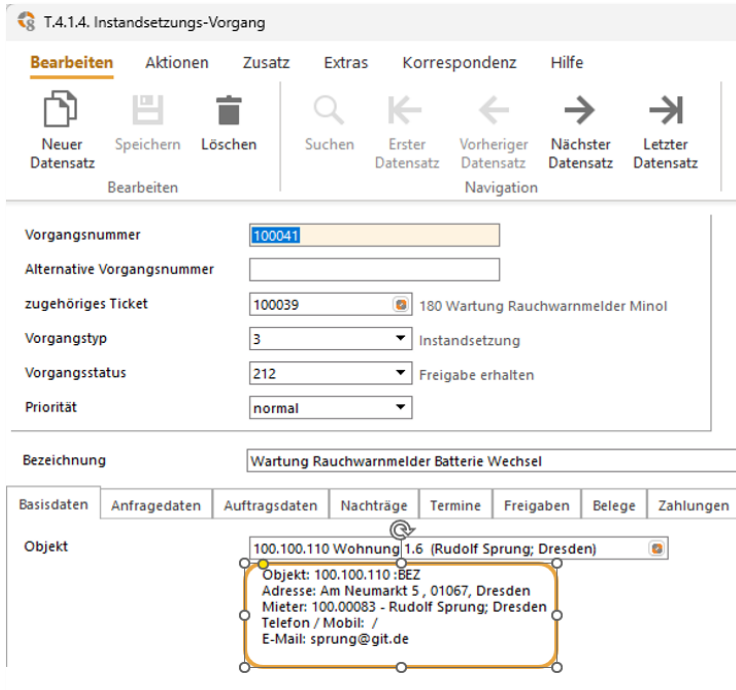 T.4.1.4. Instandsetzungs-Vorgang
Bearbeiten Aktionen Zusatz Extras Korrespondenz Hilfe
Neuer Datensatz
Speichern
Löschen
Suchen
Erster Datensatz
Vorheriger Datensatz
Nächster Datensatz
Letzter Datensatz
Bearbeiten
Navigation
Vorgangsnummer 100041
Alternative Vorgangsnummer
zugehöriges Ticket 100039 180 Wartung Rauchwarnmelder Minol
Vorgangstyp 3 Instandsetzung
Vorgangsstatus 212 Freigabe erhalten
Priorität normal
Bezeichnung Wartung Rauchwarnmelder Batterie Wechsel
Basisdaten Anfragedaten Auftragsdaten Nachträge Termine Freigaben Belege Zahlungen
Objekt 100.100.110 Wohnung 1.6 (Rudolf Sprung; Dresden)
Objekt: 100.100.110 :BEZ
Adresse: Am Neumarkt 5 , 01067, Dresden
Mieter: 100.00083 - Rudolf Sprung; Dresden
Telefon / Mobil: /
E-Mail: sprung@git.de